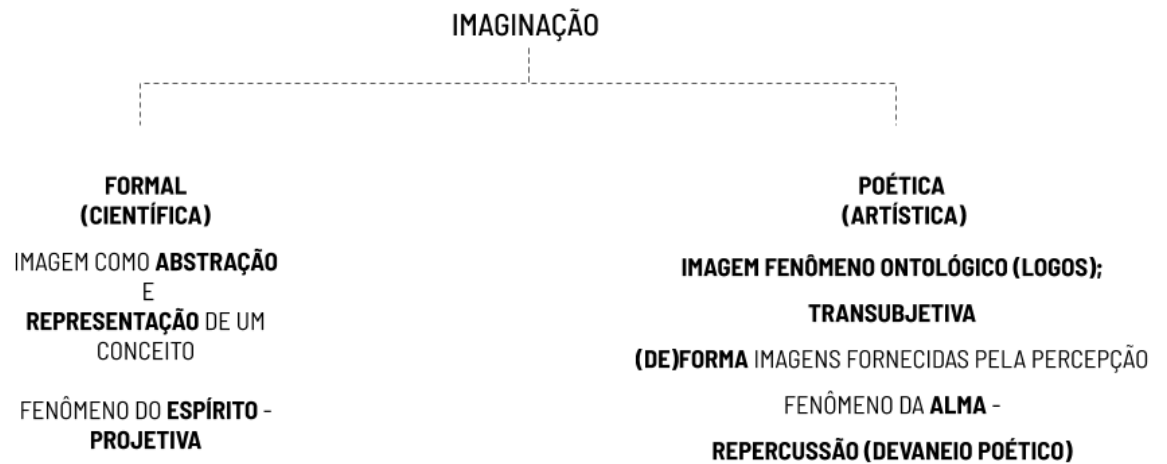 IMAGINAÇÃO
FORMAL
(CIENTÍFICA)
IMAGEM COMO ABSTRAÇÃO
E
REPRESENTAÇÃO DE UM
CONCEITO
FENÔMENO DO ESPÍRITO -
PROJETIVA
POÉTICA
(ARTÍSTICA)
IMAGEM FENÔMENO ONTOLÓGICO (LOGOS);
TRANSUBJETIVA
(DE)FORMA IMAGENS FORNECIDAS PELA PERCEPÇÃO
FENÔMENO DA ALMA -
REPERCUSSÃO (DEVANEIO POÉTICO)